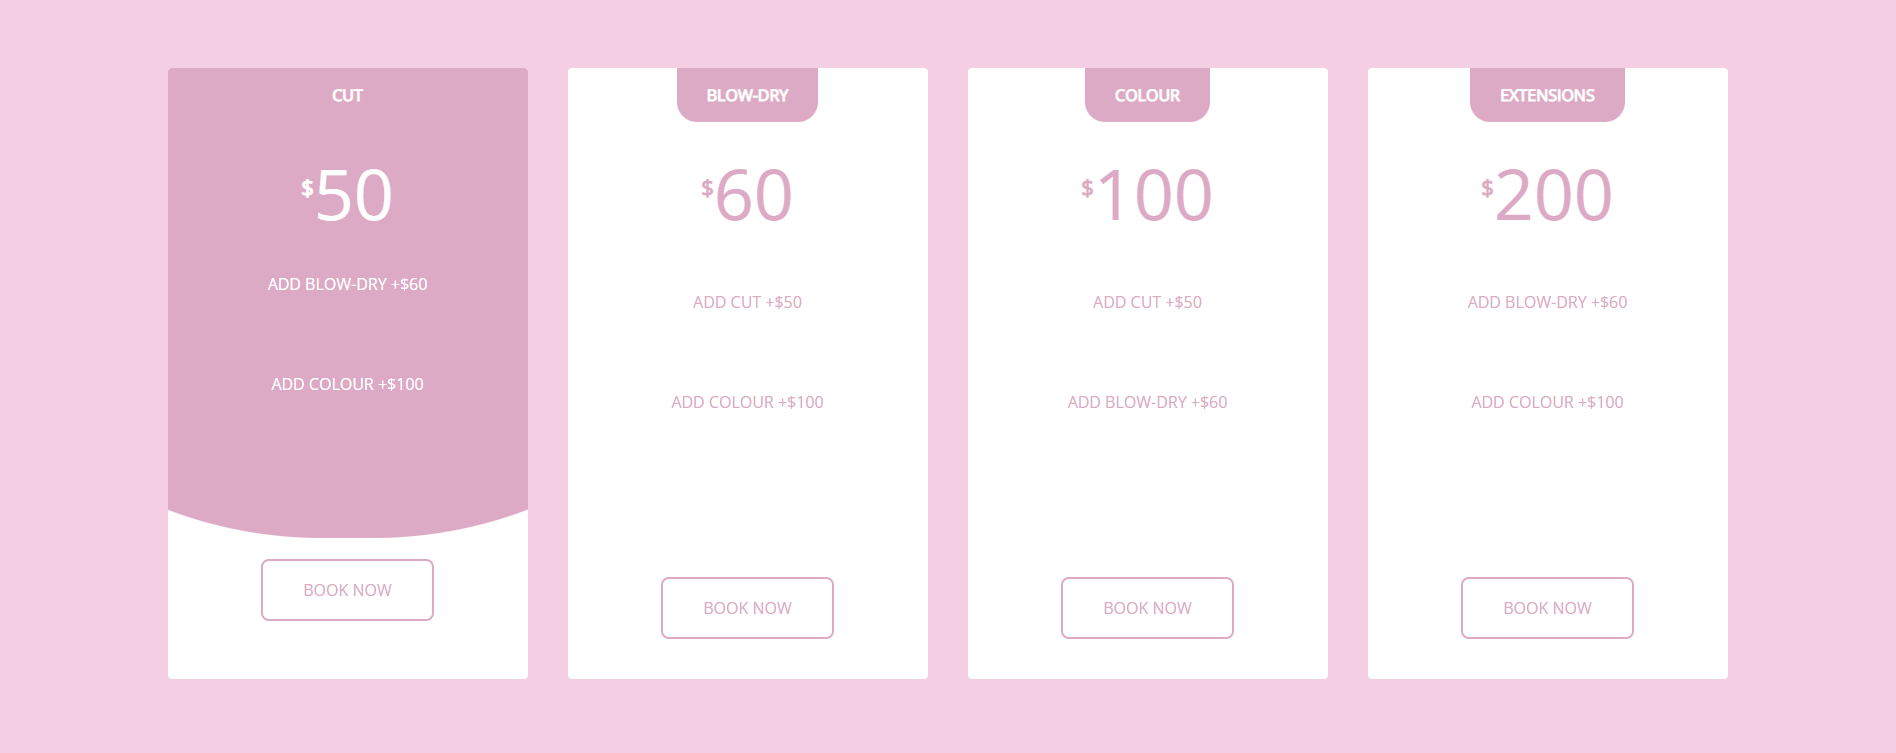 CUT
$50
ADD BLOW-DRY +$60
ADD COLOUR +$100
BOOK NOW
BLOW-DRY
$60
ADD CUT +$50
ADD COLOUR +$100
BOOK NOW
COLOUR
$100
ADD CUT +$50
ADD BLOW-DRY +$60
BOOK NOW
EXTENSIONS
$200
ADD BLOW-DRY +$60
ADD COLOUR +$100
BOOK NOW